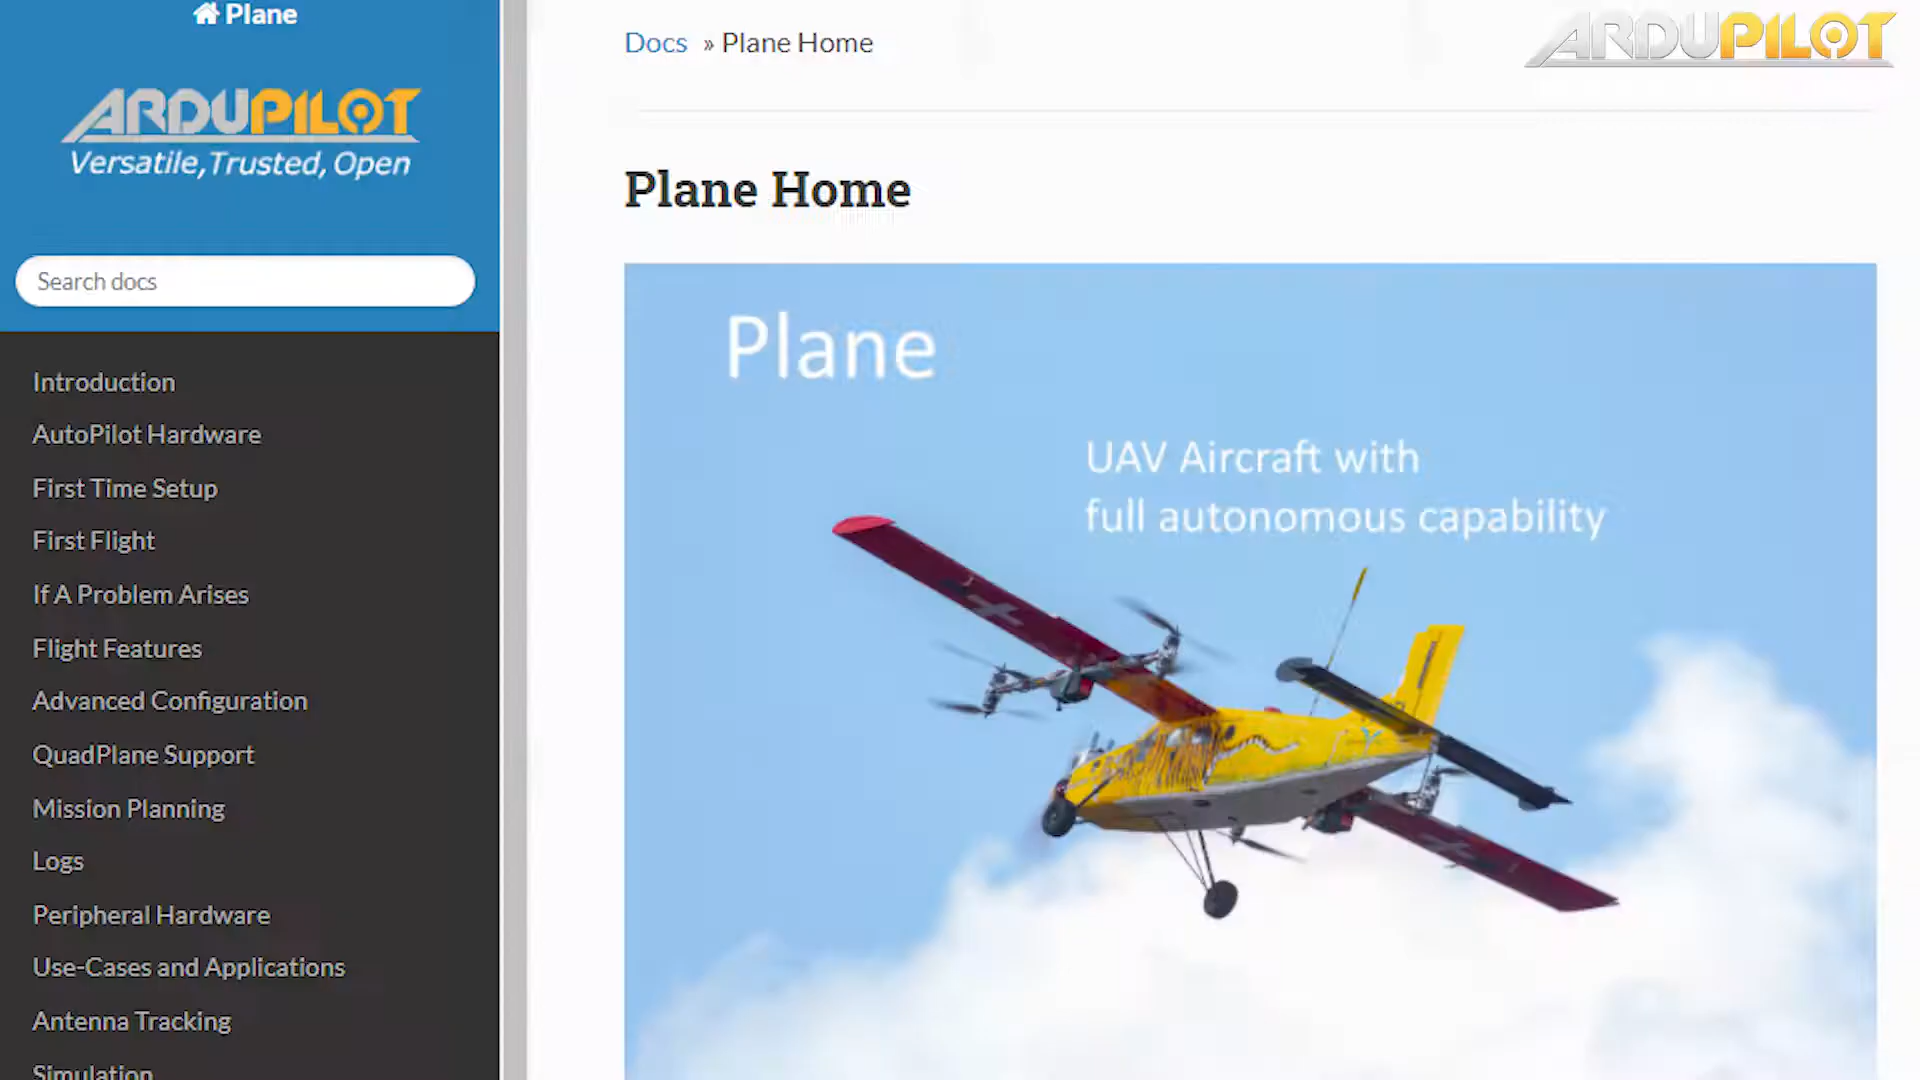 Plane
ARDUPILOT
Versatile, Trusted, Open
Search docs
Introduction
AutoPilot Hardware
First Time Setup
First Flight
If A Problem Arises
Flight Features
Advanced Configuration
QuadPlane Support
Mission Planning
Logs
Peripheral Hardware
Use-Cases and Applications
Antenna Tracking
Simulation
Docs » Plane Home
ARDUPILOT
Plane Home
Plane
UAV Aircraft with
full autonomous capability